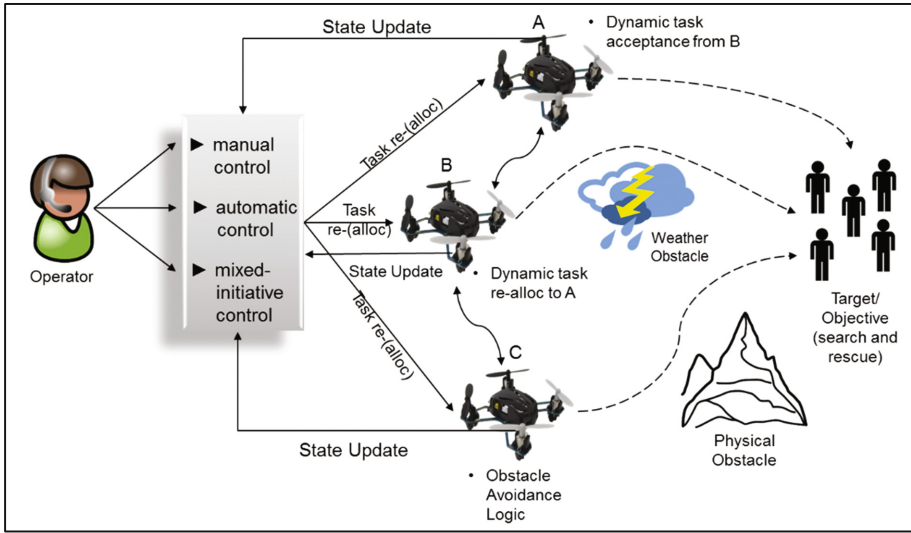 State Update
A
• Dynamic task
acceptance from B
▶ manual
control
▶ automatic
control
▶ mixed-
initiative
control
Operator
Task re-(alloc)
B
Task
re-(alloc)
State Update
• Dynamic task
re-alloc to A
Weather
Obstacle
Target/
Objective
(search and
rescue)
Task re-(alloc)
C
State Update
• Obstacle
Avoidance
Logic
Physical
Obstacle